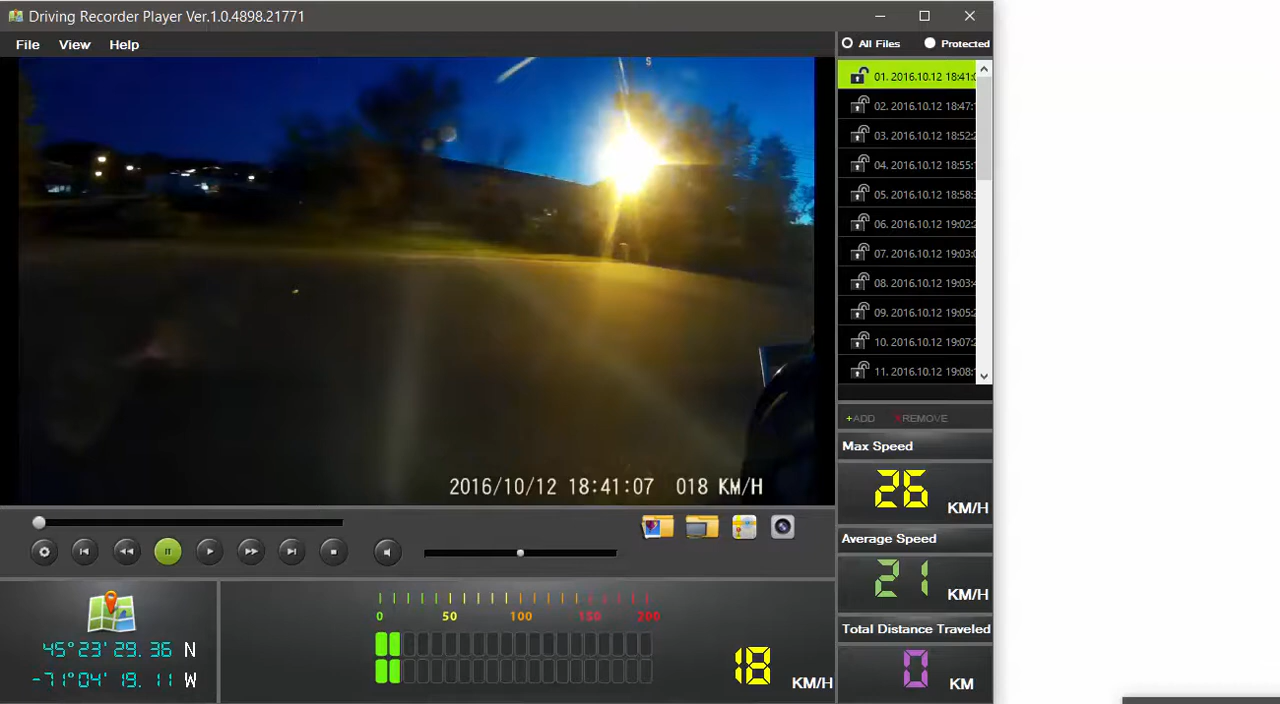 Driving Recorder Player Ver.1.0.4898.21771
File View Help
All Files Protected
S
01. 2016.10.12 18:41:0
02. 2016.10.12 18:47:
03. 2016.10.12 18:52:2
04. 2016.10.12 18:55:
05. 2016.10.12 18:58:
06. 2016.10.12 19:02:2
07. 2016.10.12 19:03:0
08. 2016.10.12 19:03:4
09. 2016.10.12 19:05:2
10. 2016.10.12 19:07:2
11. 2016.10.12 19:08:
2016/10/12 18:41:07 018 KM/H
+ADD REMOVE
Max Speed
26 KM/H
Average Speed
21 KM/H
Total Distance Traveled
0 KM
0 50 100 150 200
18 KM/H
45°23'29.36 N
-71°04'19.11 W